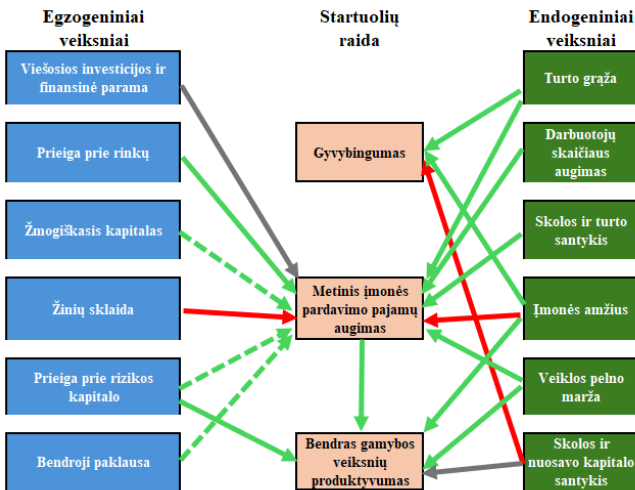 Egzogeniniai
veiksniai
Viešosios investicijos ir
finansinė parama
Prieiga prie rinkų
Žmogiškasis kapitalas
Žinių sklaida
Prieiga prie rizikos
kapitalo
Bendroji paklausa
Startuolių
raida
Gyvybingumas
Metinis įmonės
pardavimo pajamų
augimas
Bendras gamybos
veiksnių
produktyvumas
Endogeniniai
veiksniai
Turto grąža
Darbuotojų
skaičiaus
augimas
Skolos ir turto
santykis
Įmonės amžius
Veiklos pelno
marža
Skolos ir
nuosavo kapitalo
santykis